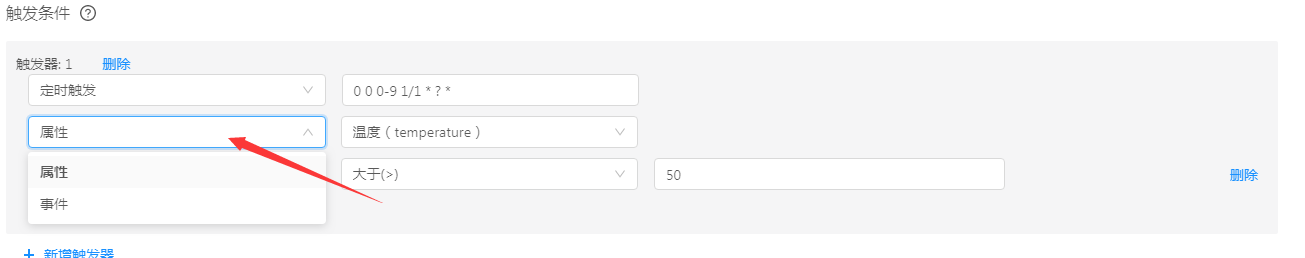 触发条件 ?
触发器: 1 删除
定时触发 0 0 0-9 1/1 * ? *
属性 温度（temperature）
属性 大于(>) 50 删除
事件
+ 新增触发器